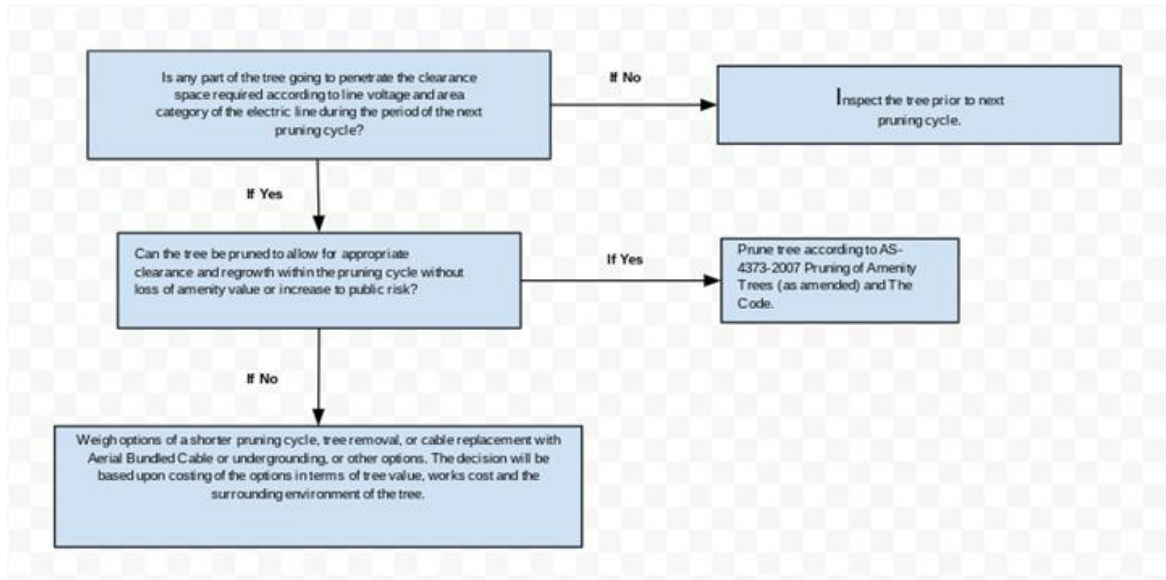 Is any part of the tree going to penetrate the clearance
space required according to line voltage and area
category of the electric line during the period of the next
pruning cycle?
If No
Inspect the tree prior to next
pruning cycle.
If Yes
Can the tree be pruned to allow for appropriate
clearance and regrowth within the pruning cycle without
loss of amenity value or increase to public risk?
If Yes
Prune tree according to AS-
4373-2007 Pruning of Amenity
Trees (as amended) and The
Code.
If No
Weigh options of a shorter pruning cycle, tree removal, or cable replacement with
Aerial Bundled Cable or undergrounding, or other options. The decision will be
based upon costing of the options in terms of tree value, works cost and the
surrounding environment of the tree.